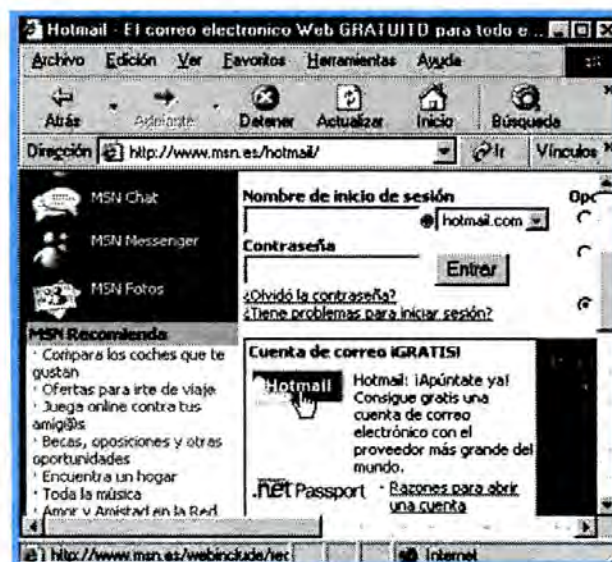 Hotmail - El correo electronico Web GRATUITO para todo e...
Archivo Edición Ver Favoritos Herramientas Ayuda
Atrás Adelante Detener Actualizar Inicio Búsqueda
Dirección http://www.msn.es/hotmail/ Ir Vínculos
MSN Chat
MSN Messenger
MSN Fotos
MSN Recomienda
· Compara los coches que te
gustan
· Ofertas para irte de viaje
· Juega online contra tus
amig@s
· Becas, oposiciones y otras
oportunidades
· Encuentra un hogar
· Toda la música
· Amor y Amistad en la Red
Nombre de inicio de sesión Opc
@hotmail.com
Contraseña
Entrar
¿Olvidó la contraseña?
¿Tiene problemas para iniciar sesión?
Cuenta de correo ¡GRATIS!
Hotmail
Hotmail: ¡Apúntate ya!
Consigue gratis una
cuenta de correo
electrónico con el
proveedor más grande del
mundo.
.net Passport · Razones para abrir
una cuenta
http://www.msn.es/webinclude/rec Internet